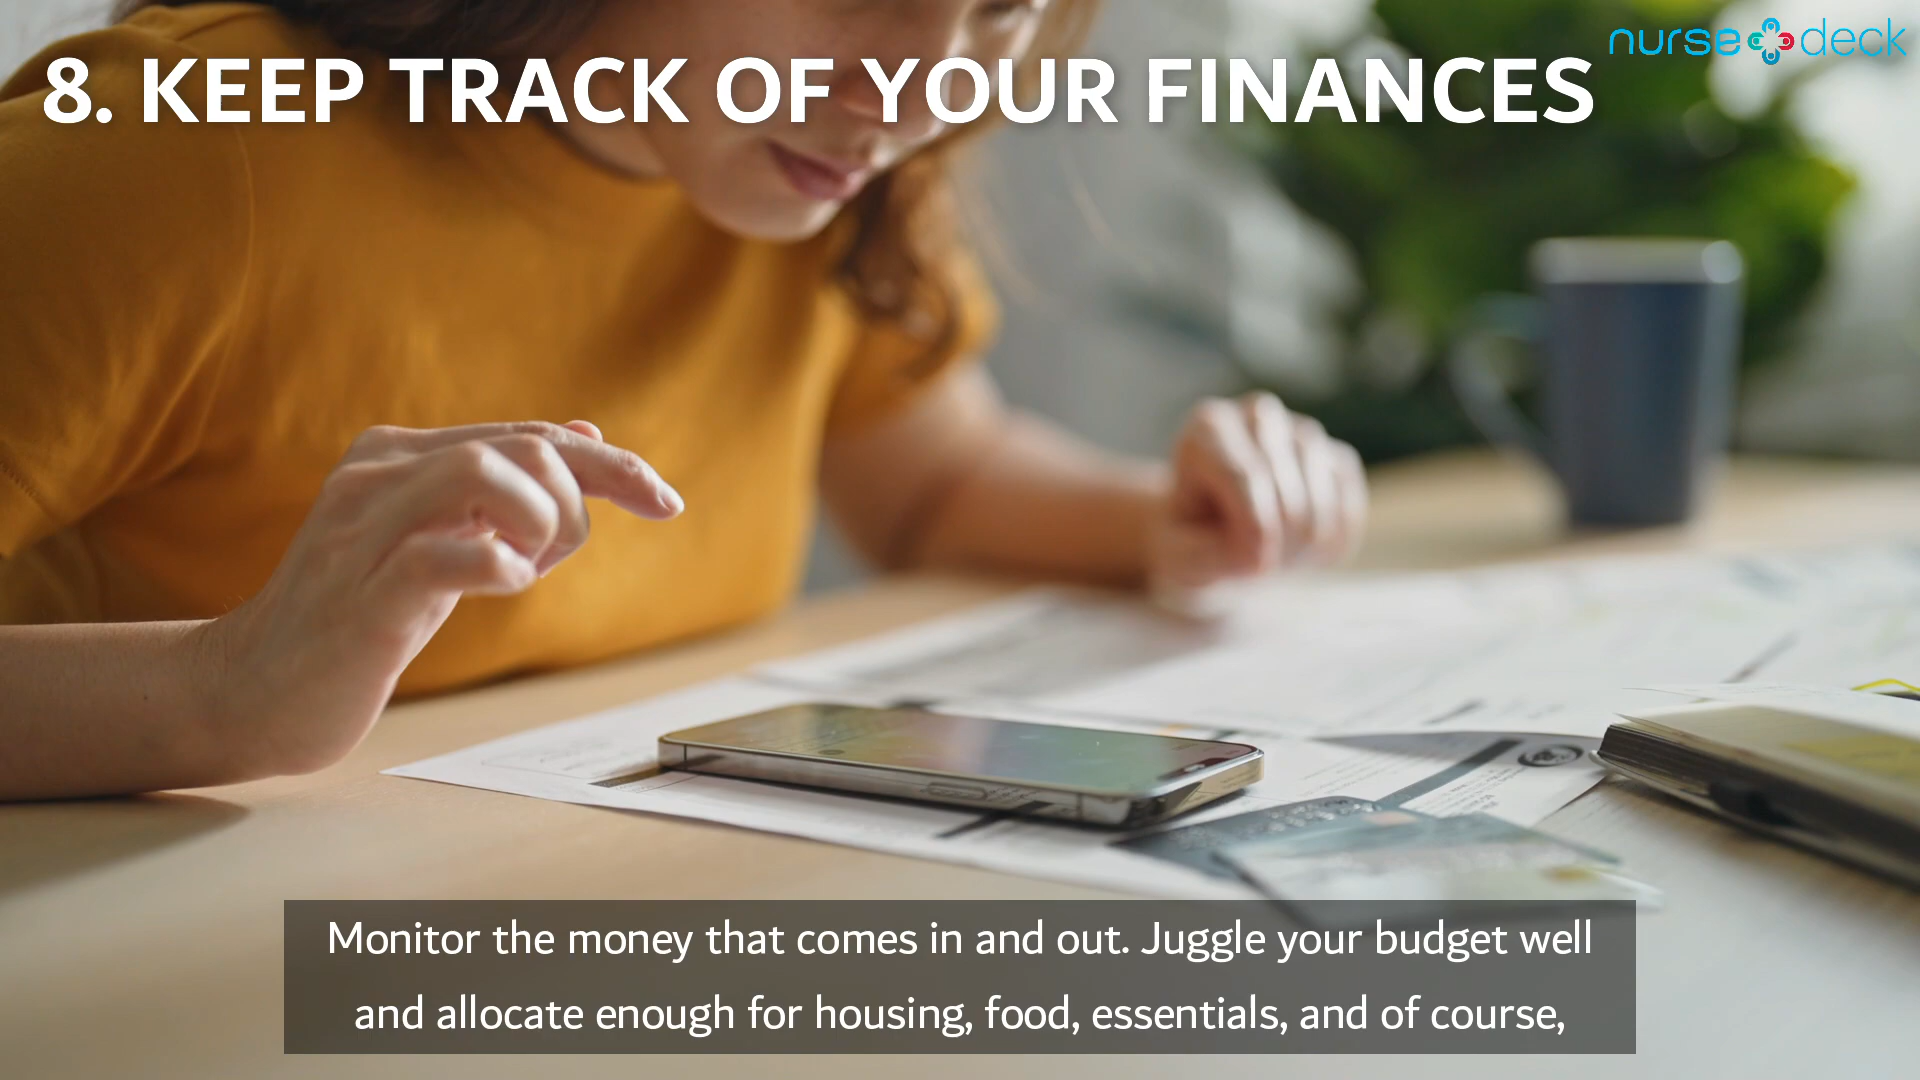 8. KEEP TRACK OF YOUR FINANCES
nurse deck
Monitor the money that comes in and out. Juggle your budget well
and allocate enough for housing, food, essentials, and of course,